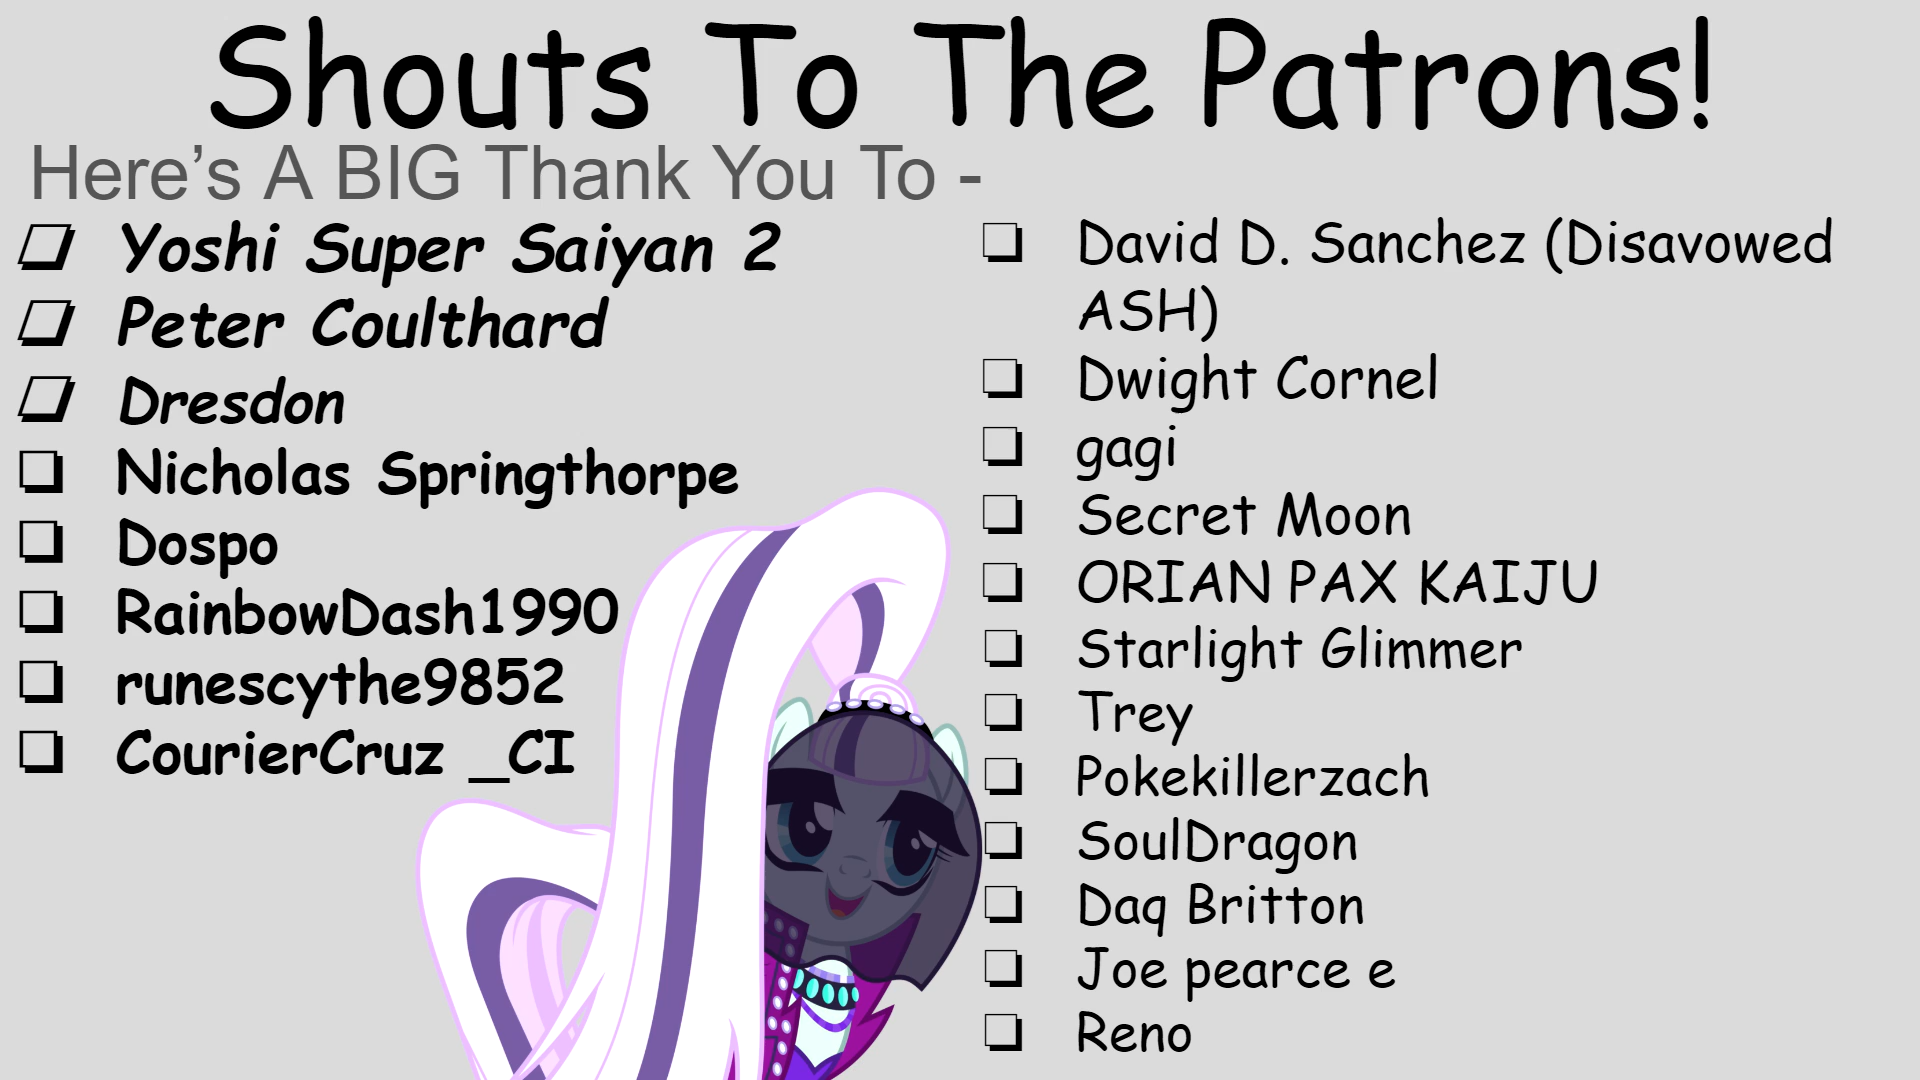 Shouts To The Patrons!
Here’s A BIG Thank You To -
❏ Yoshi Super Saiyan 2
❏ Peter Coulthard
❏ Dresdon
❏ Nicholas Springthorpe
❏ Dospo
❏ RainbowDash1990
❏ runescythe9852
❏ CourierCruz _CI
❏ David D. Sanchez (Disavowed
ASH)
❏ Dwight Cornel
❏ gagi
❏ Secret Moon
❏ ORIAN PAX KAIJU
❏ Starlight Glimmer
❏ Trey
❏ Pokekillerzach
❏ SoulDragon
❏ Daq Britton
❏ Joe pearce e
❏ Reno